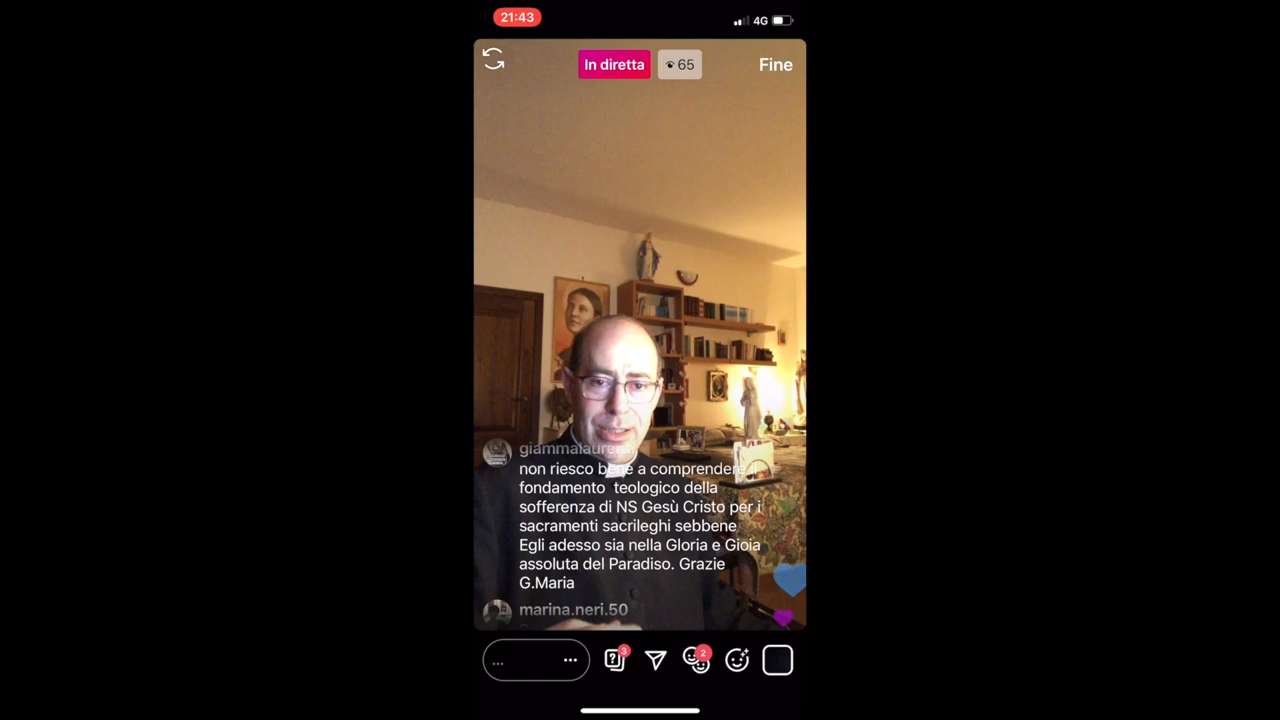 21:43
4G
In diretta
65
Fine
non riesco bene a comprendere il
fondamento teologico della
sofferenza di NS Gesù Cristo per i
sacramenti sacrileghi sebbene
Egli adesso sia nella Gloria e Gioia
assoluta del Paradiso. Grazie
G.Maria
marina.neri.50
...
3
2